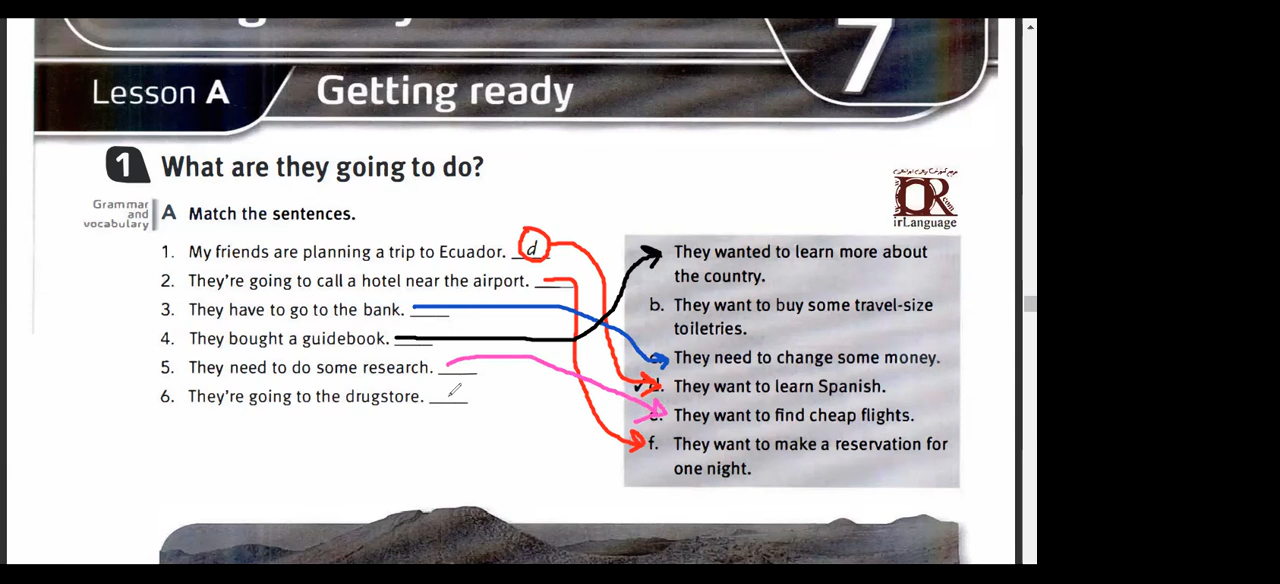 7
Lesson A Getting ready
1 What are they going to do?
Grammar
and
vocabulary
A Match the sentences.
1. My friends are planning a trip to Ecuador. d
2. They're going to call a hotel near the airport.
3. They have to go to the bank.
4. They bought a guidebook.
5. They need to do some research.
6. They're going to the drugstore.
They wanted to learn more about
the country.
b. They want to buy some travel-size
toiletries.
c. They need to change some money.
d. They want to learn Spanish.
e. They want to find cheap flights.
f. They want to make a reservation for
one night.
irLanguage
.com